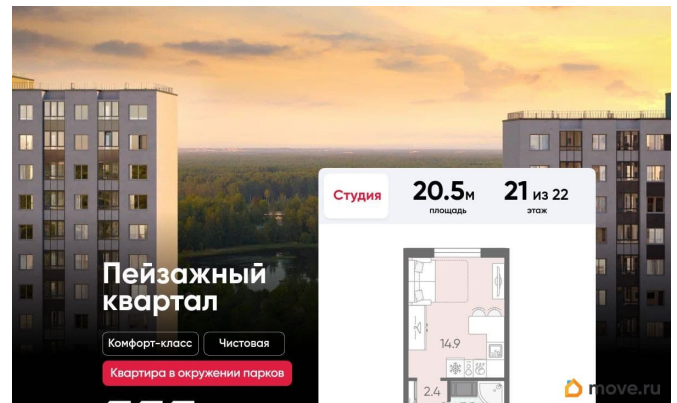 Студия
20.5м
площадь
21 из 22
этаж
Пейзажный
квартал
Комфорт-класс
Чистовая
Квартира в окружении парков
14.9
2.4
move.ru